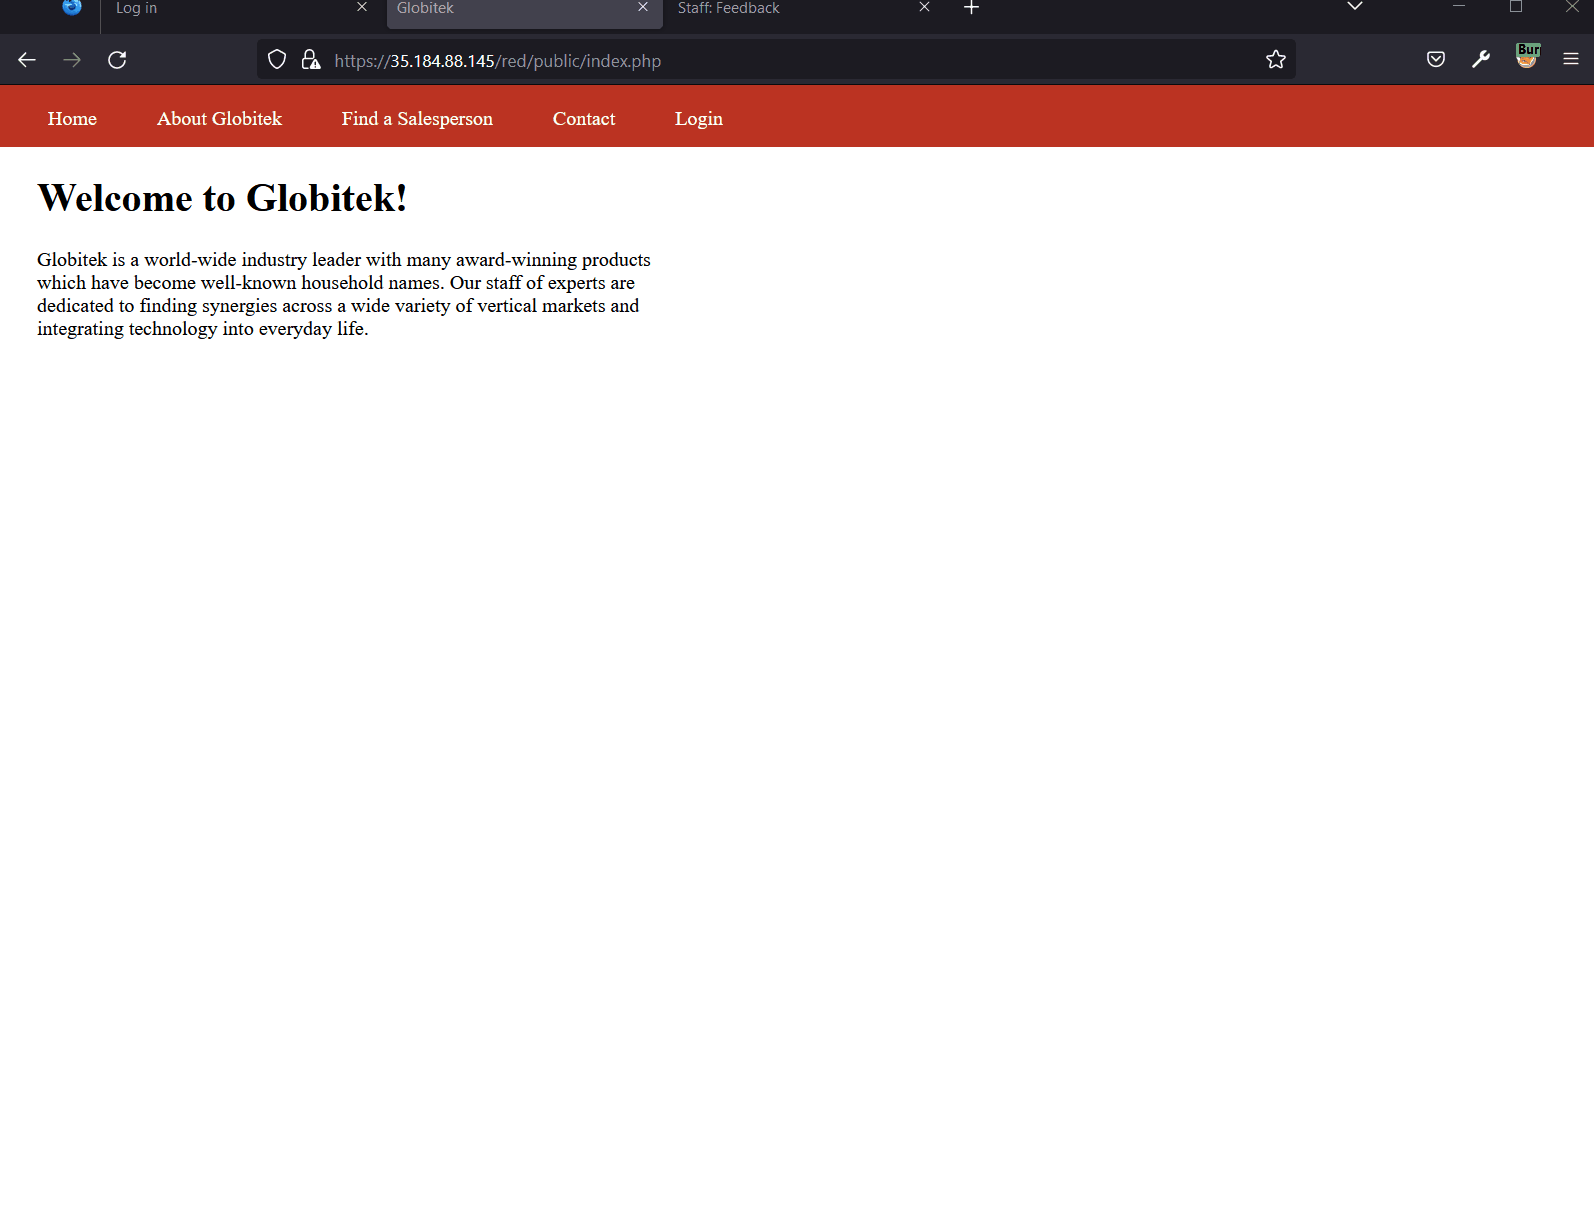 Log in
Globitek
Staff: Feedback
https://35.184.88.145/red/public/index.php
Bur
Home
About Globitek
Find a Salesperson
Contact
Login
Welcome to Globitek!
Globitek is a world-wide industry leader with many award-winning products
which have become well-known household names. Our staff of experts are
dedicated to finding synergies across a wide variety of vertical markets and
integrating technology into everyday life.